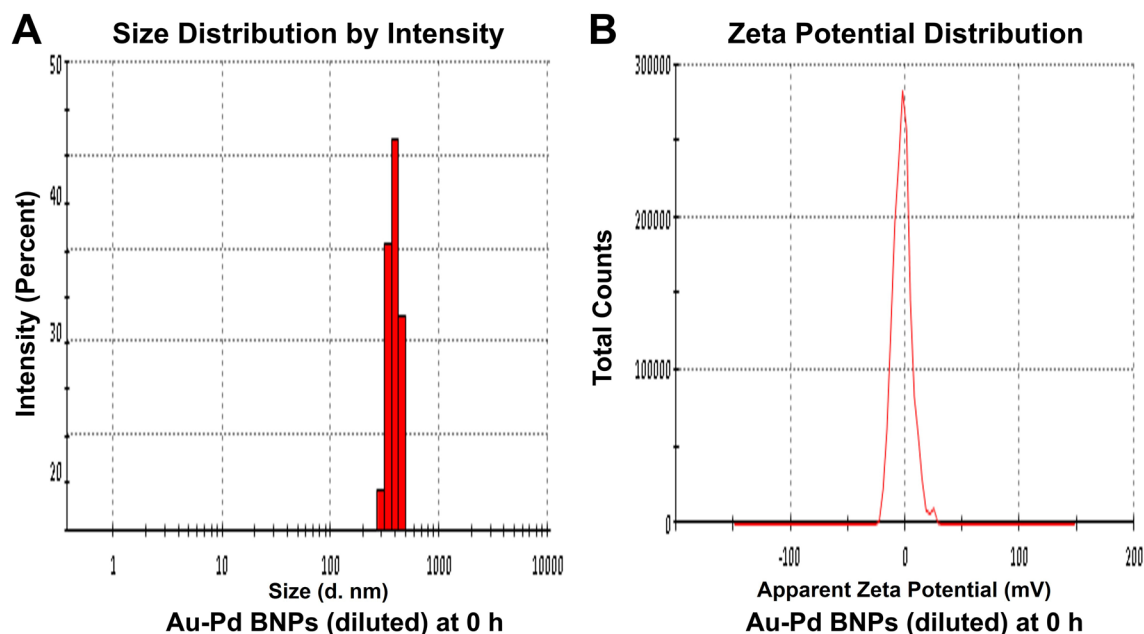 A
Size Distribution by Intensity
50
40
30
20
Intensity (Percent)
1
10
100
1000
10000
Size (d. nm)
Au-Pd BNPs (diluted) at 0 h
B
Zeta Potential Distribution
300000
200000
100000
0
Total Counts
-100
0
100
200
Apparent Zeta Potential (mV)
Au-Pd BNPs (diluted) at 0 h